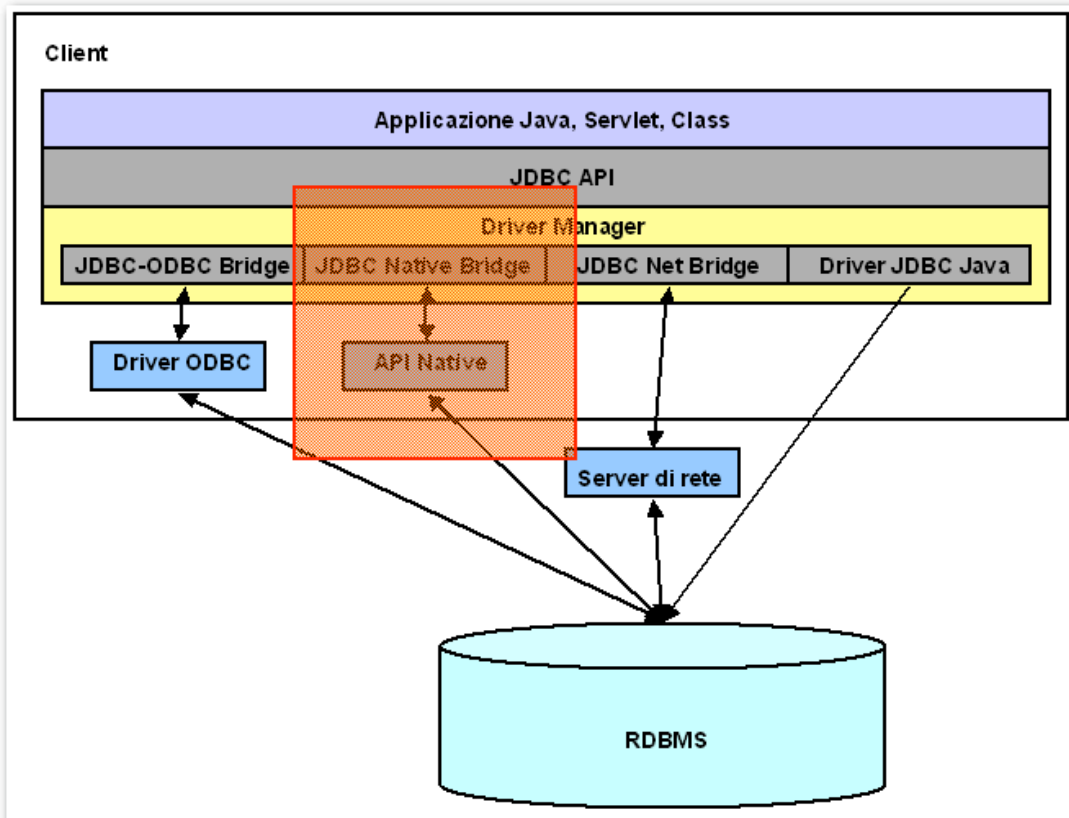 Client
Applicazione Java, Servlet, Class
JDBC API
Driver Manager
JDBC-ODBC Bridge
JDBC Native Bridge
JDBC Net Bridge
Driver JDBC Java
Driver ODBC
API Native
Server di rete
RDBMS